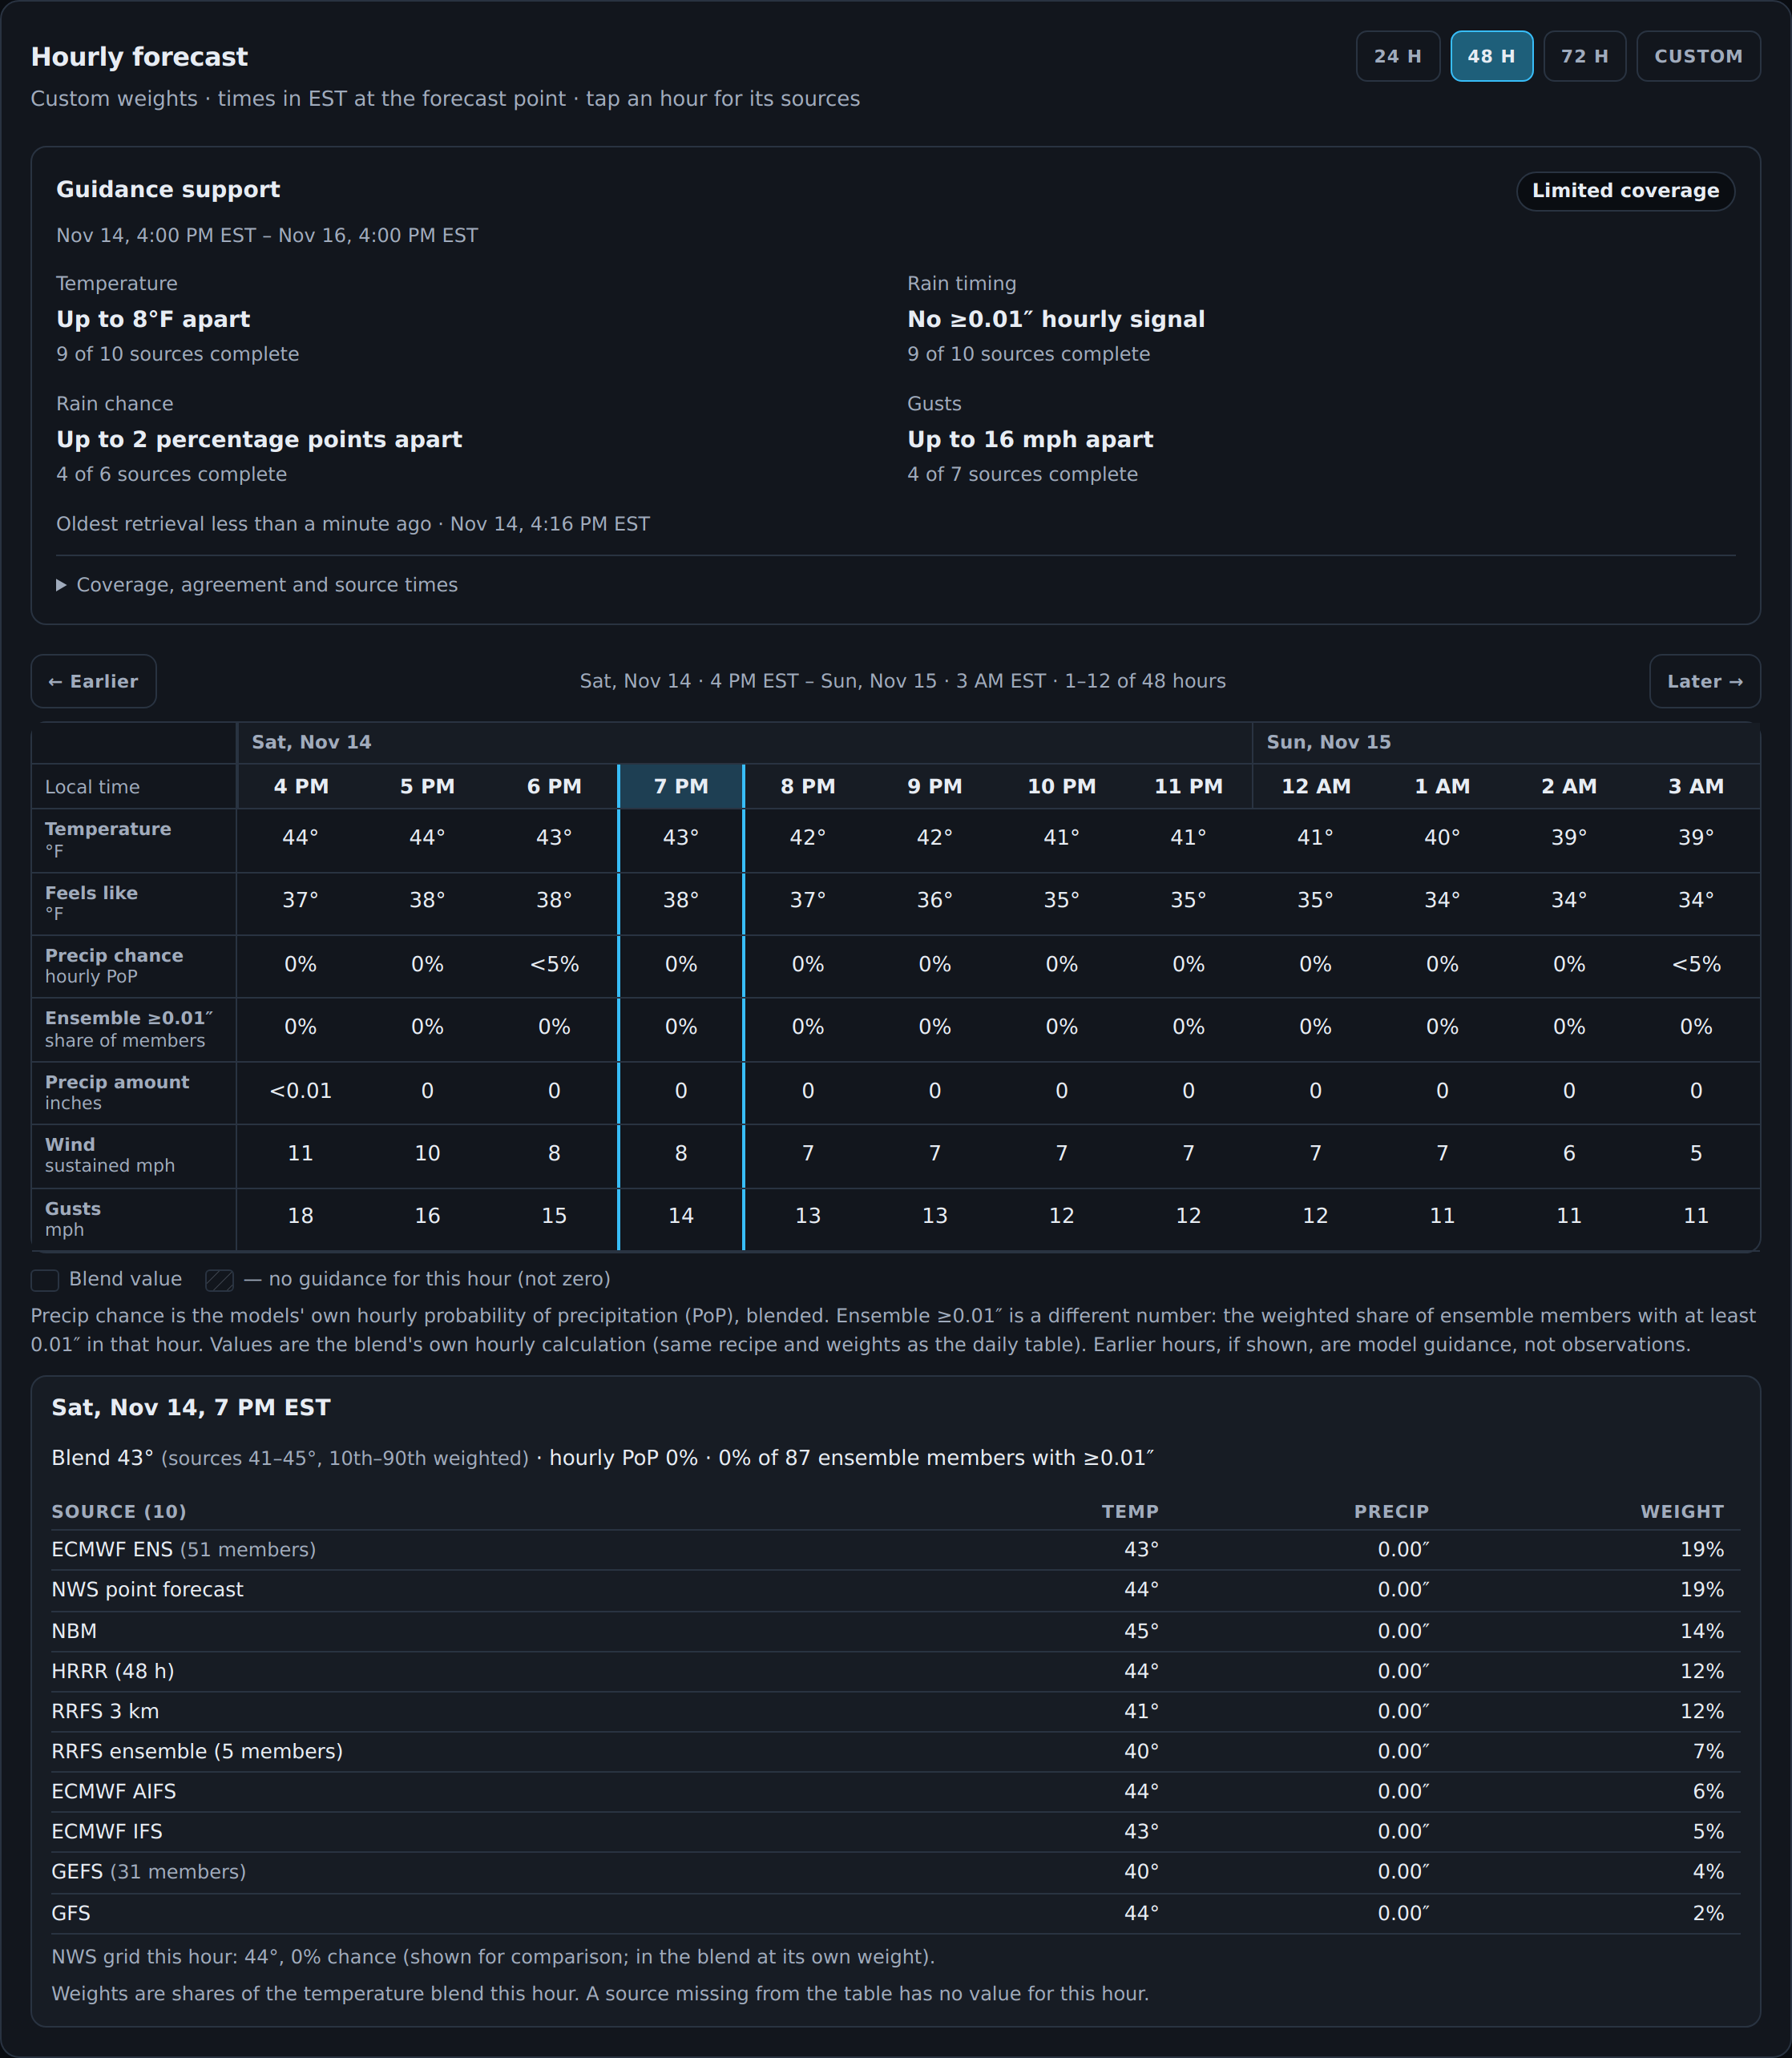 Hourly forecast
24 H 48 H 72 H CUSTOM
Custom weights · times in EST at the forecast point · tap an hour for its sources
Guidance support
Limited coverage
Nov 14, 4:00 PM EST – Nov 16, 4:00 PM EST
Temperature
Up to 8°F apart
9 of 10 sources complete
Rain timing
No ≥0.01″ hourly signal
9 of 10 sources complete
Rain chance
Up to 2 percentage points apart
4 of 6 sources complete
Gusts
Up to 16 mph apart
4 of 7 sources complete
Oldest retrieval less than a minute ago · Nov 14, 4:16 PM EST
▶ Coverage, agreement and source times
← Earlier
Sat, Nov 14 · 4 PM EST – Sun, Nov 15 · 3 AM EST · 1–12 of 48 hours
Later →
Sat, Nov 14 Sun, Nov 15
Local time 4 PM 5 PM 6 PM 7 PM 8 PM 9 PM 10 PM 11 PM 12 AM 1 AM 2 AM 3 AM
Temperature
°F
44° 44° 43° 43° 42° 42° 41° 41° 41° 40° 39° 39°
Feels like
°F
37° 38° 38° 38° 37° 36° 35° 35° 35° 34° 34° 34°
Precip chance
hourly PoP
0% 0% <5% 0% 0% 0% 0% 0% 0% 0% 0% <5%
Ensemble ≥0.01″
share of members
0% 0% 0% 0% 0% 0% 0% 0% 0% 0% 0% 0%
Precip amount
inches
<0.01 0 0 0 0 0 0 0 0 0 0 0
Wind
sustained mph
11 10 8 8 7 7 7 7 7 7 6 5
Gusts
mph
18 16 15 14 13 13 12 12 12 11 11 11
Blend value — no guidance for this hour (not zero)
Precip chance is the models' own hourly probability of precipitation (PoP), blended. Ensemble ≥0.01″ is a different number: the weighted share of ensemble members with at least
0.01″ in that hour. Values are the blend's own hourly calculation (same recipe and weights as the daily table). Earlier hours, if shown, are model guidance, not observations.
Sat, Nov 14, 7 PM EST
Blend 43° (sources 41–45°, 10th–90th weighted) · hourly PoP 0% · 0% of 87 ensemble members with ≥0.01″
SOURCE (10) TEMP PRECIP WEIGHT
ECMWF ENS (51 members) 43° 0.00″ 19%
NWS point forecast 44° 0.00″ 19%
NBM 45° 0.00″ 14%
HRRR (48 h) 44° 0.00″ 12%
RRFS 3 km 41° 0.00″ 12%
RRFS ensemble (5 members) 40° 0.00″ 7%
ECMWF AIFS 44° 0.00″ 6%
ECMWF IFS 43° 0.00″ 5%
GEFS (31 members) 40° 0.00″ 4%
GFS 44° 0.00″ 2%
NWS grid this hour: 44°, 0% chance (shown for comparison; in the blend at its own weight).
Weights are shares of the temperature blend this hour. A source missing from the table has no value for this hour.